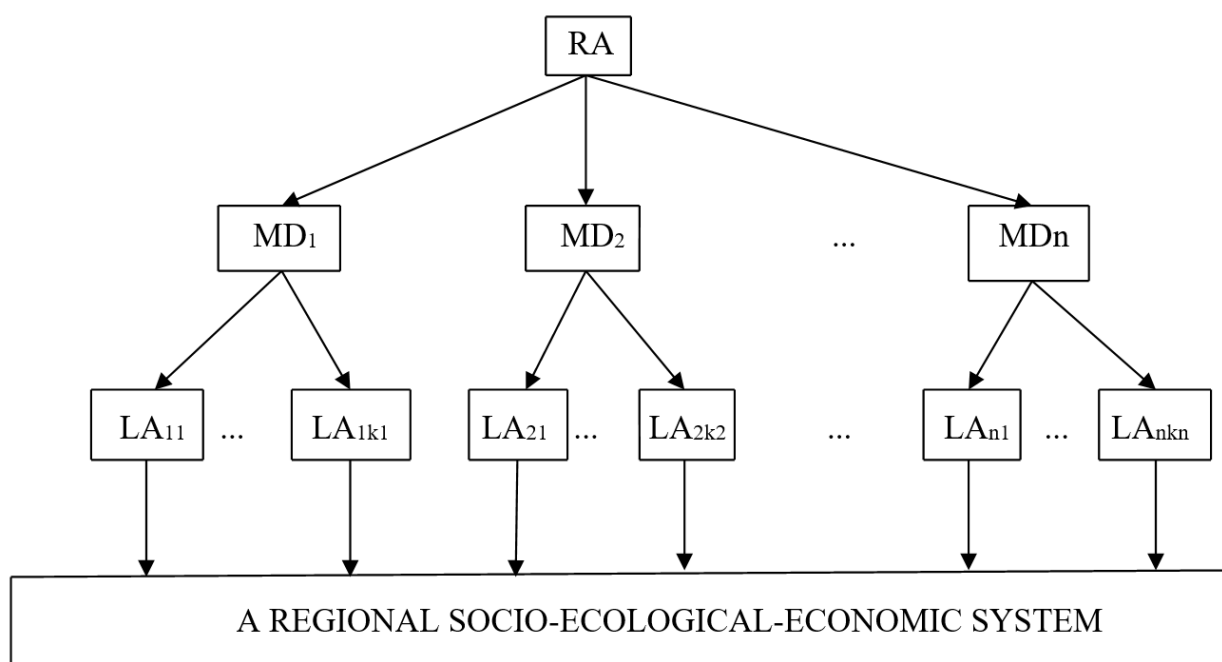 RA
MD₁ MD₂ ... MDn
LA₁₁ ... LA₁ₖ₁ LA₂₁ ... LA₂ₖ₂ ... LAₙ₁ ... LAₙₖₙ
A REGIONAL SOCIO-ECOLOGICAL-ECONOMIC SYSTEM